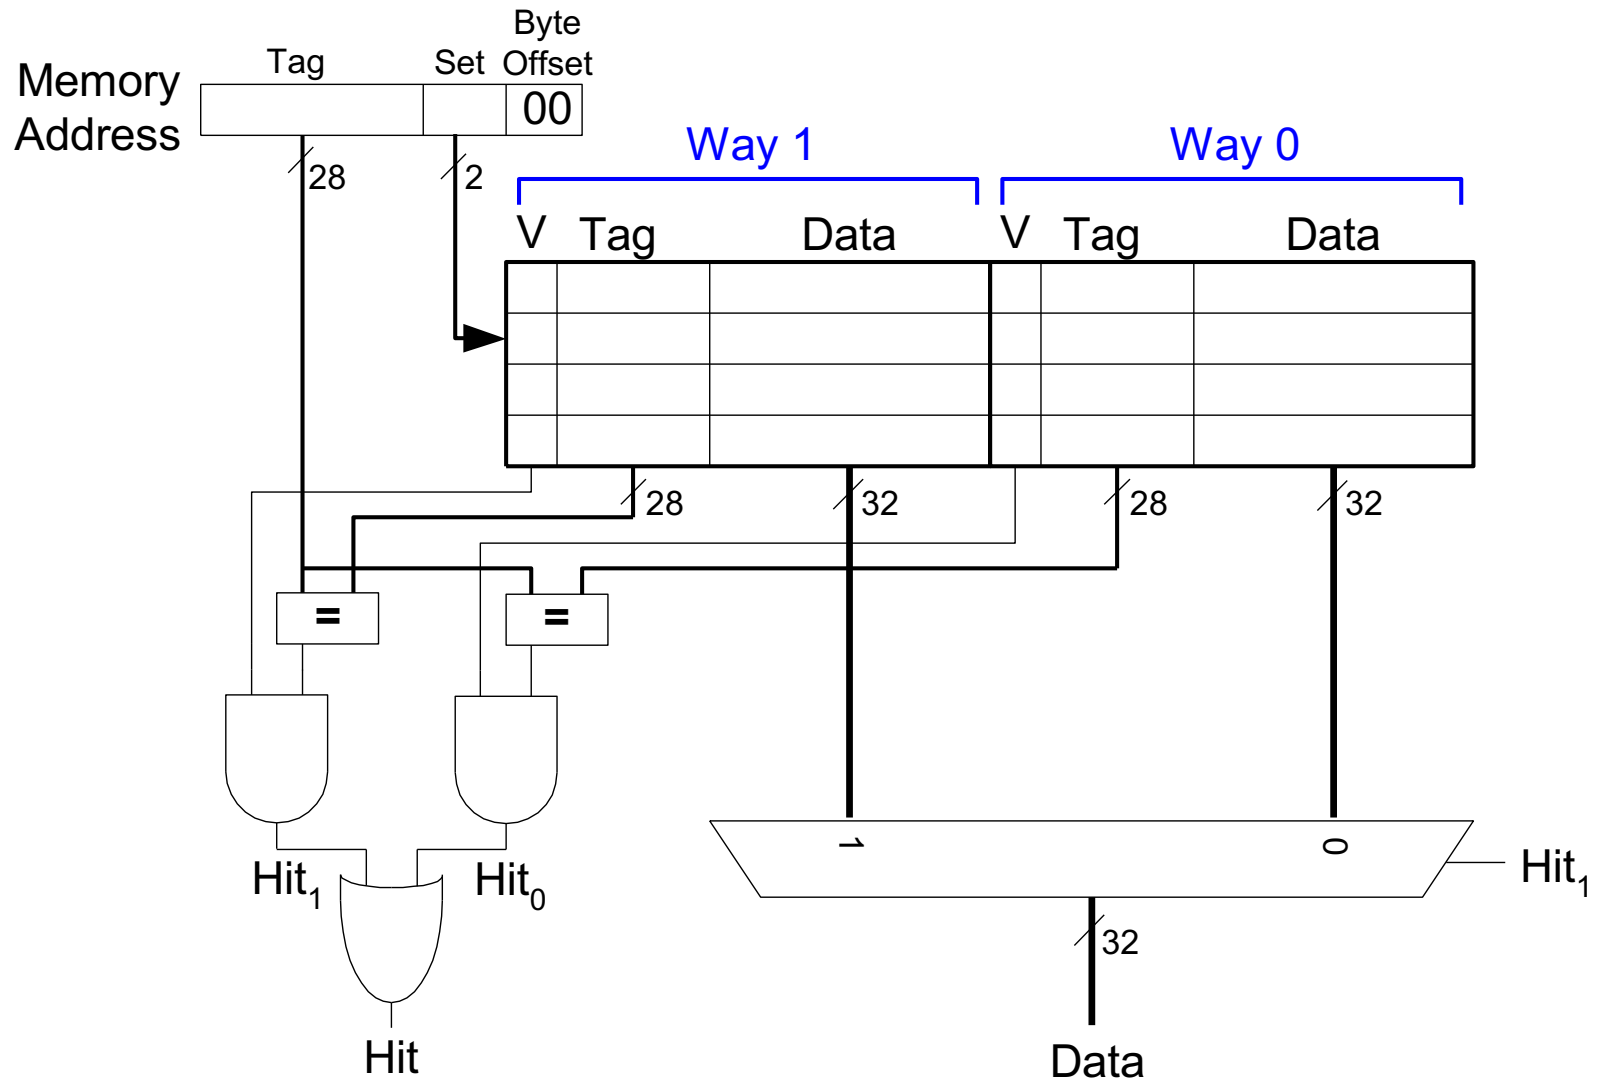 Byte
Tag Set Offset
Memory Address
00
28 2
Way 1 Way 0
V Tag Data V Tag Data
28 32 28 32
= =
1 0
Hit1 Hit0 Hit1
32
Hit Data